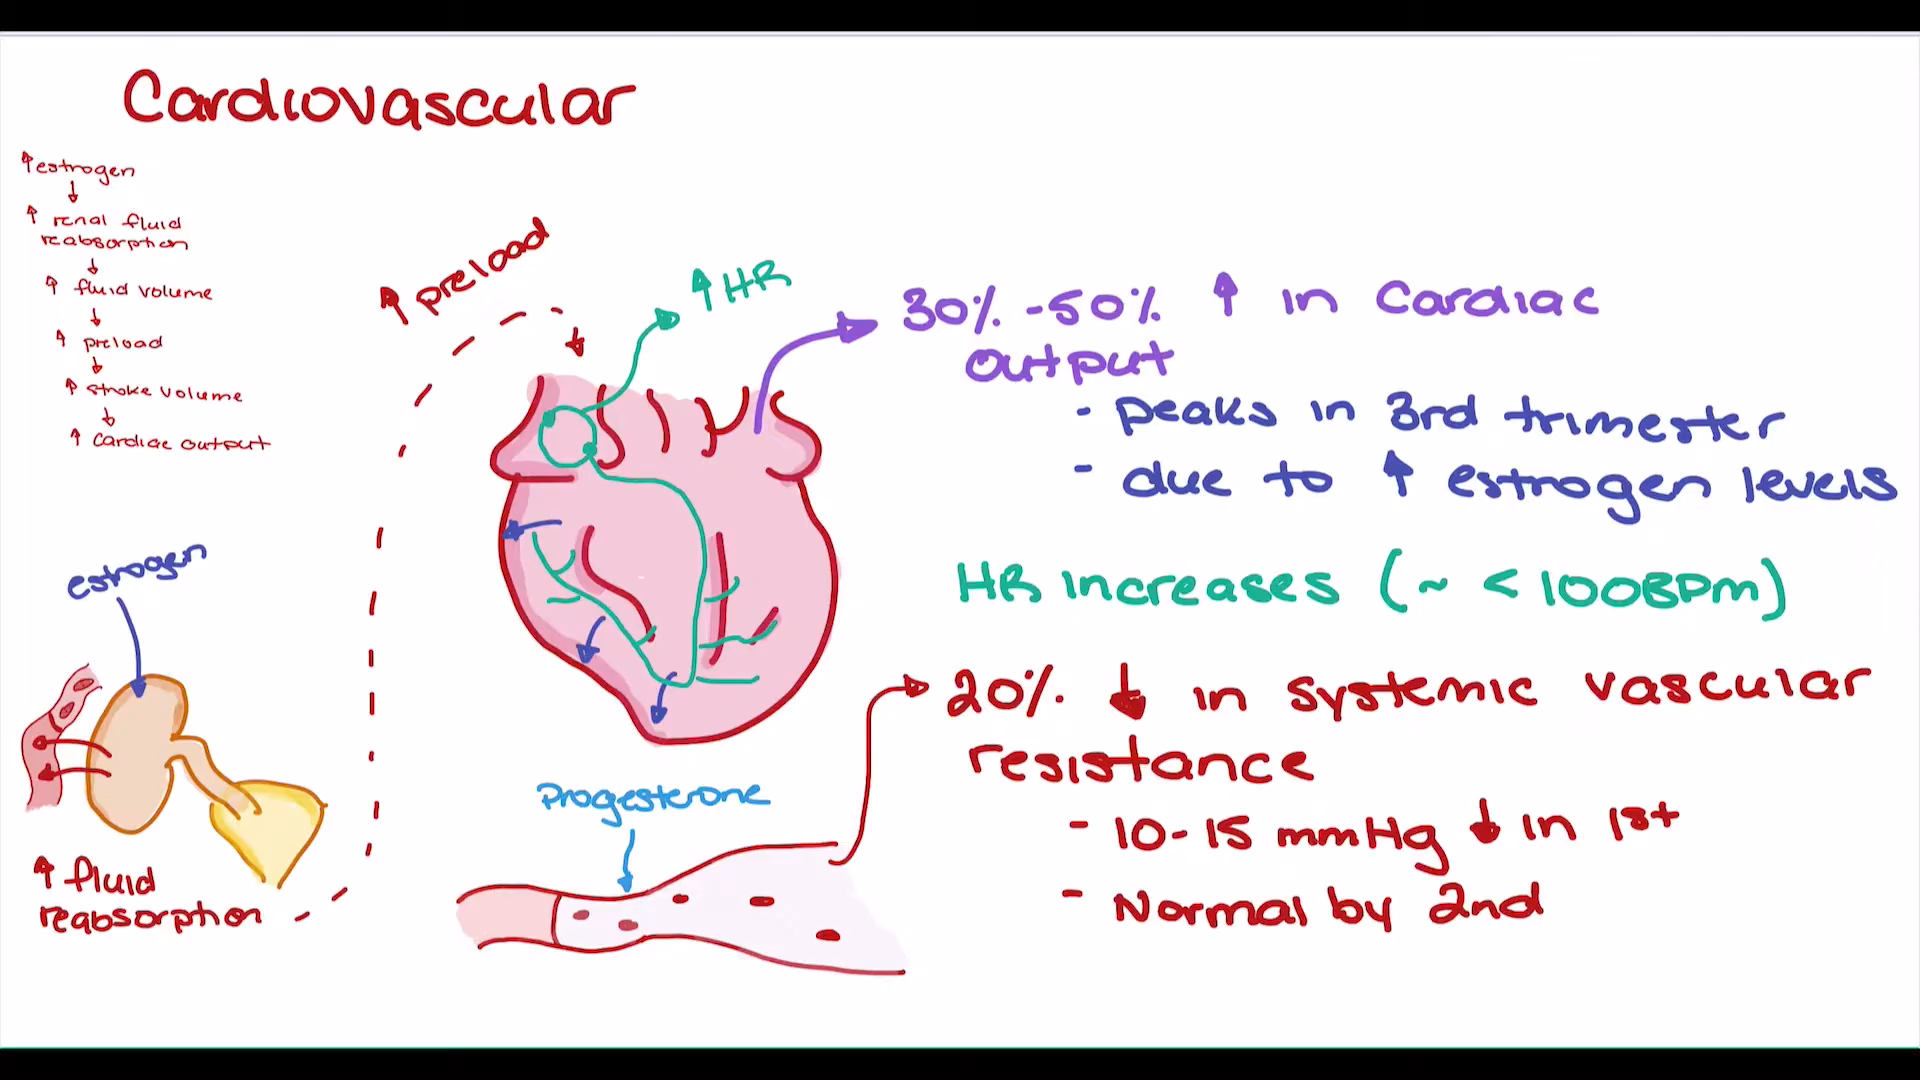 Cardiovascular
↑ estrogen
↓
↑ renal fluid
reabsorption
↓
↑ fluid volume
↓
↑ preload
↓
↑ stroke volume
↓
↑ cardiac output
↑ preload
↑ HR
30% - 50% ↑ in Cardiac
output
- peaks in 3rd trimester
- due to ↑ estrogen levels
HR increases (~ < 100BPM)
20% ↓ in systemic vascular
resistance
- 10-15 mmHg ↓ in 1st
- Normal by 2nd
estrogen
↑ fluid
reabsorption
Progesterone